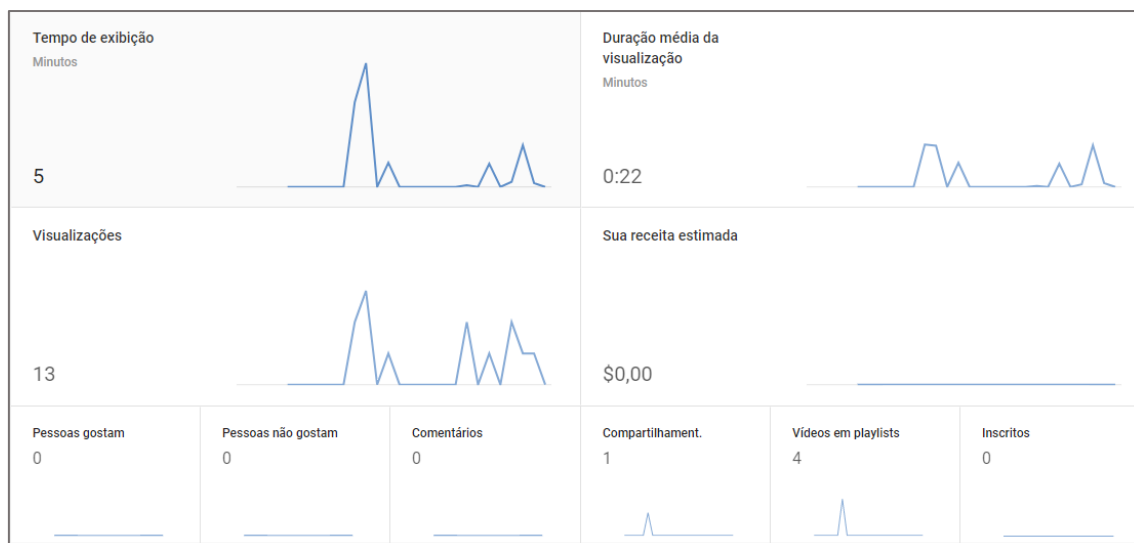 Tempo de exibição
Minutos
5
Duração média da
visualização
Minutos
0:22
Visualizações
13
Sua receita estimada
$0,00
Pessoas gostam
0
Pessoas não gostam
0
Comentários
0
Compartilhament.
1
Vídeos em playlists
4
Inscritos
0